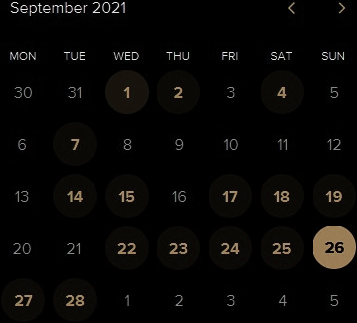 September 2021
MON TUE WED THU FRI SAT SUN
30 31 1 2 3 4 5
6 7 8 9 10 11 12
13 14 15 16 17 18 19
20 21 22 23 24 25 26
27 28 1 2 3 4 5